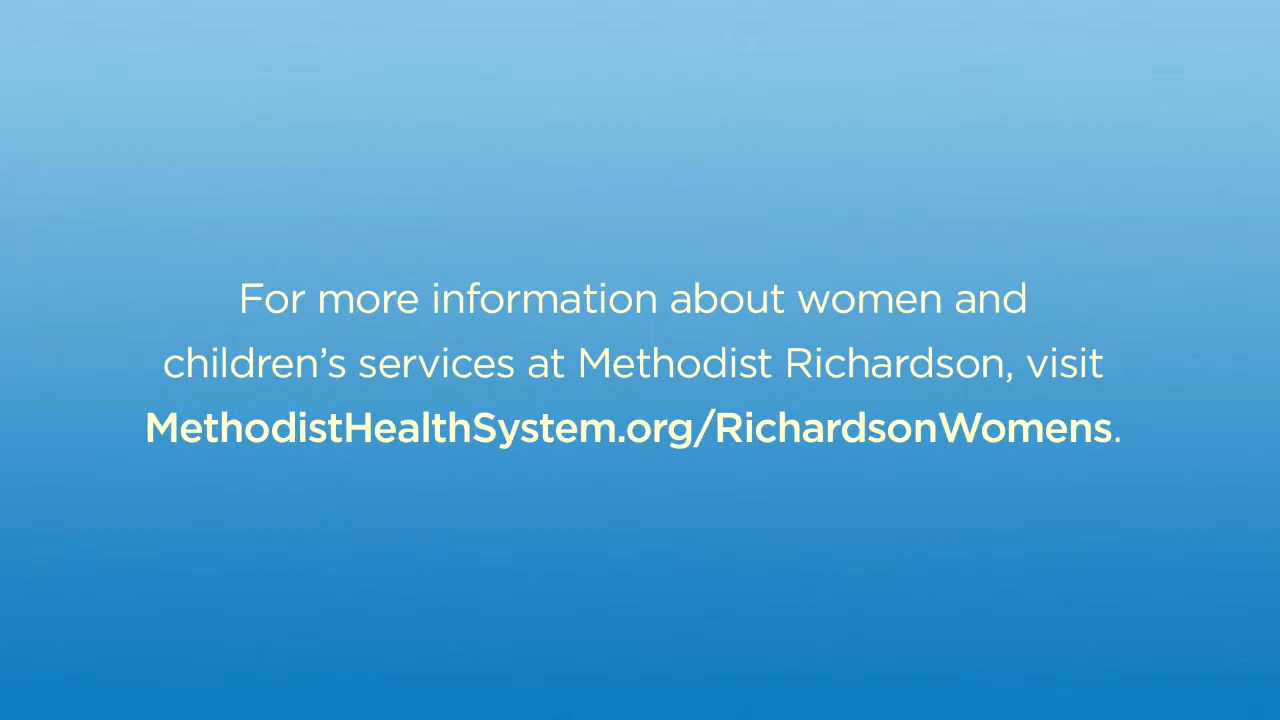 For more information about women and
children’s services at Methodist Richardson, visit
MethodistHealthSystem.org/RichardsonWomens.